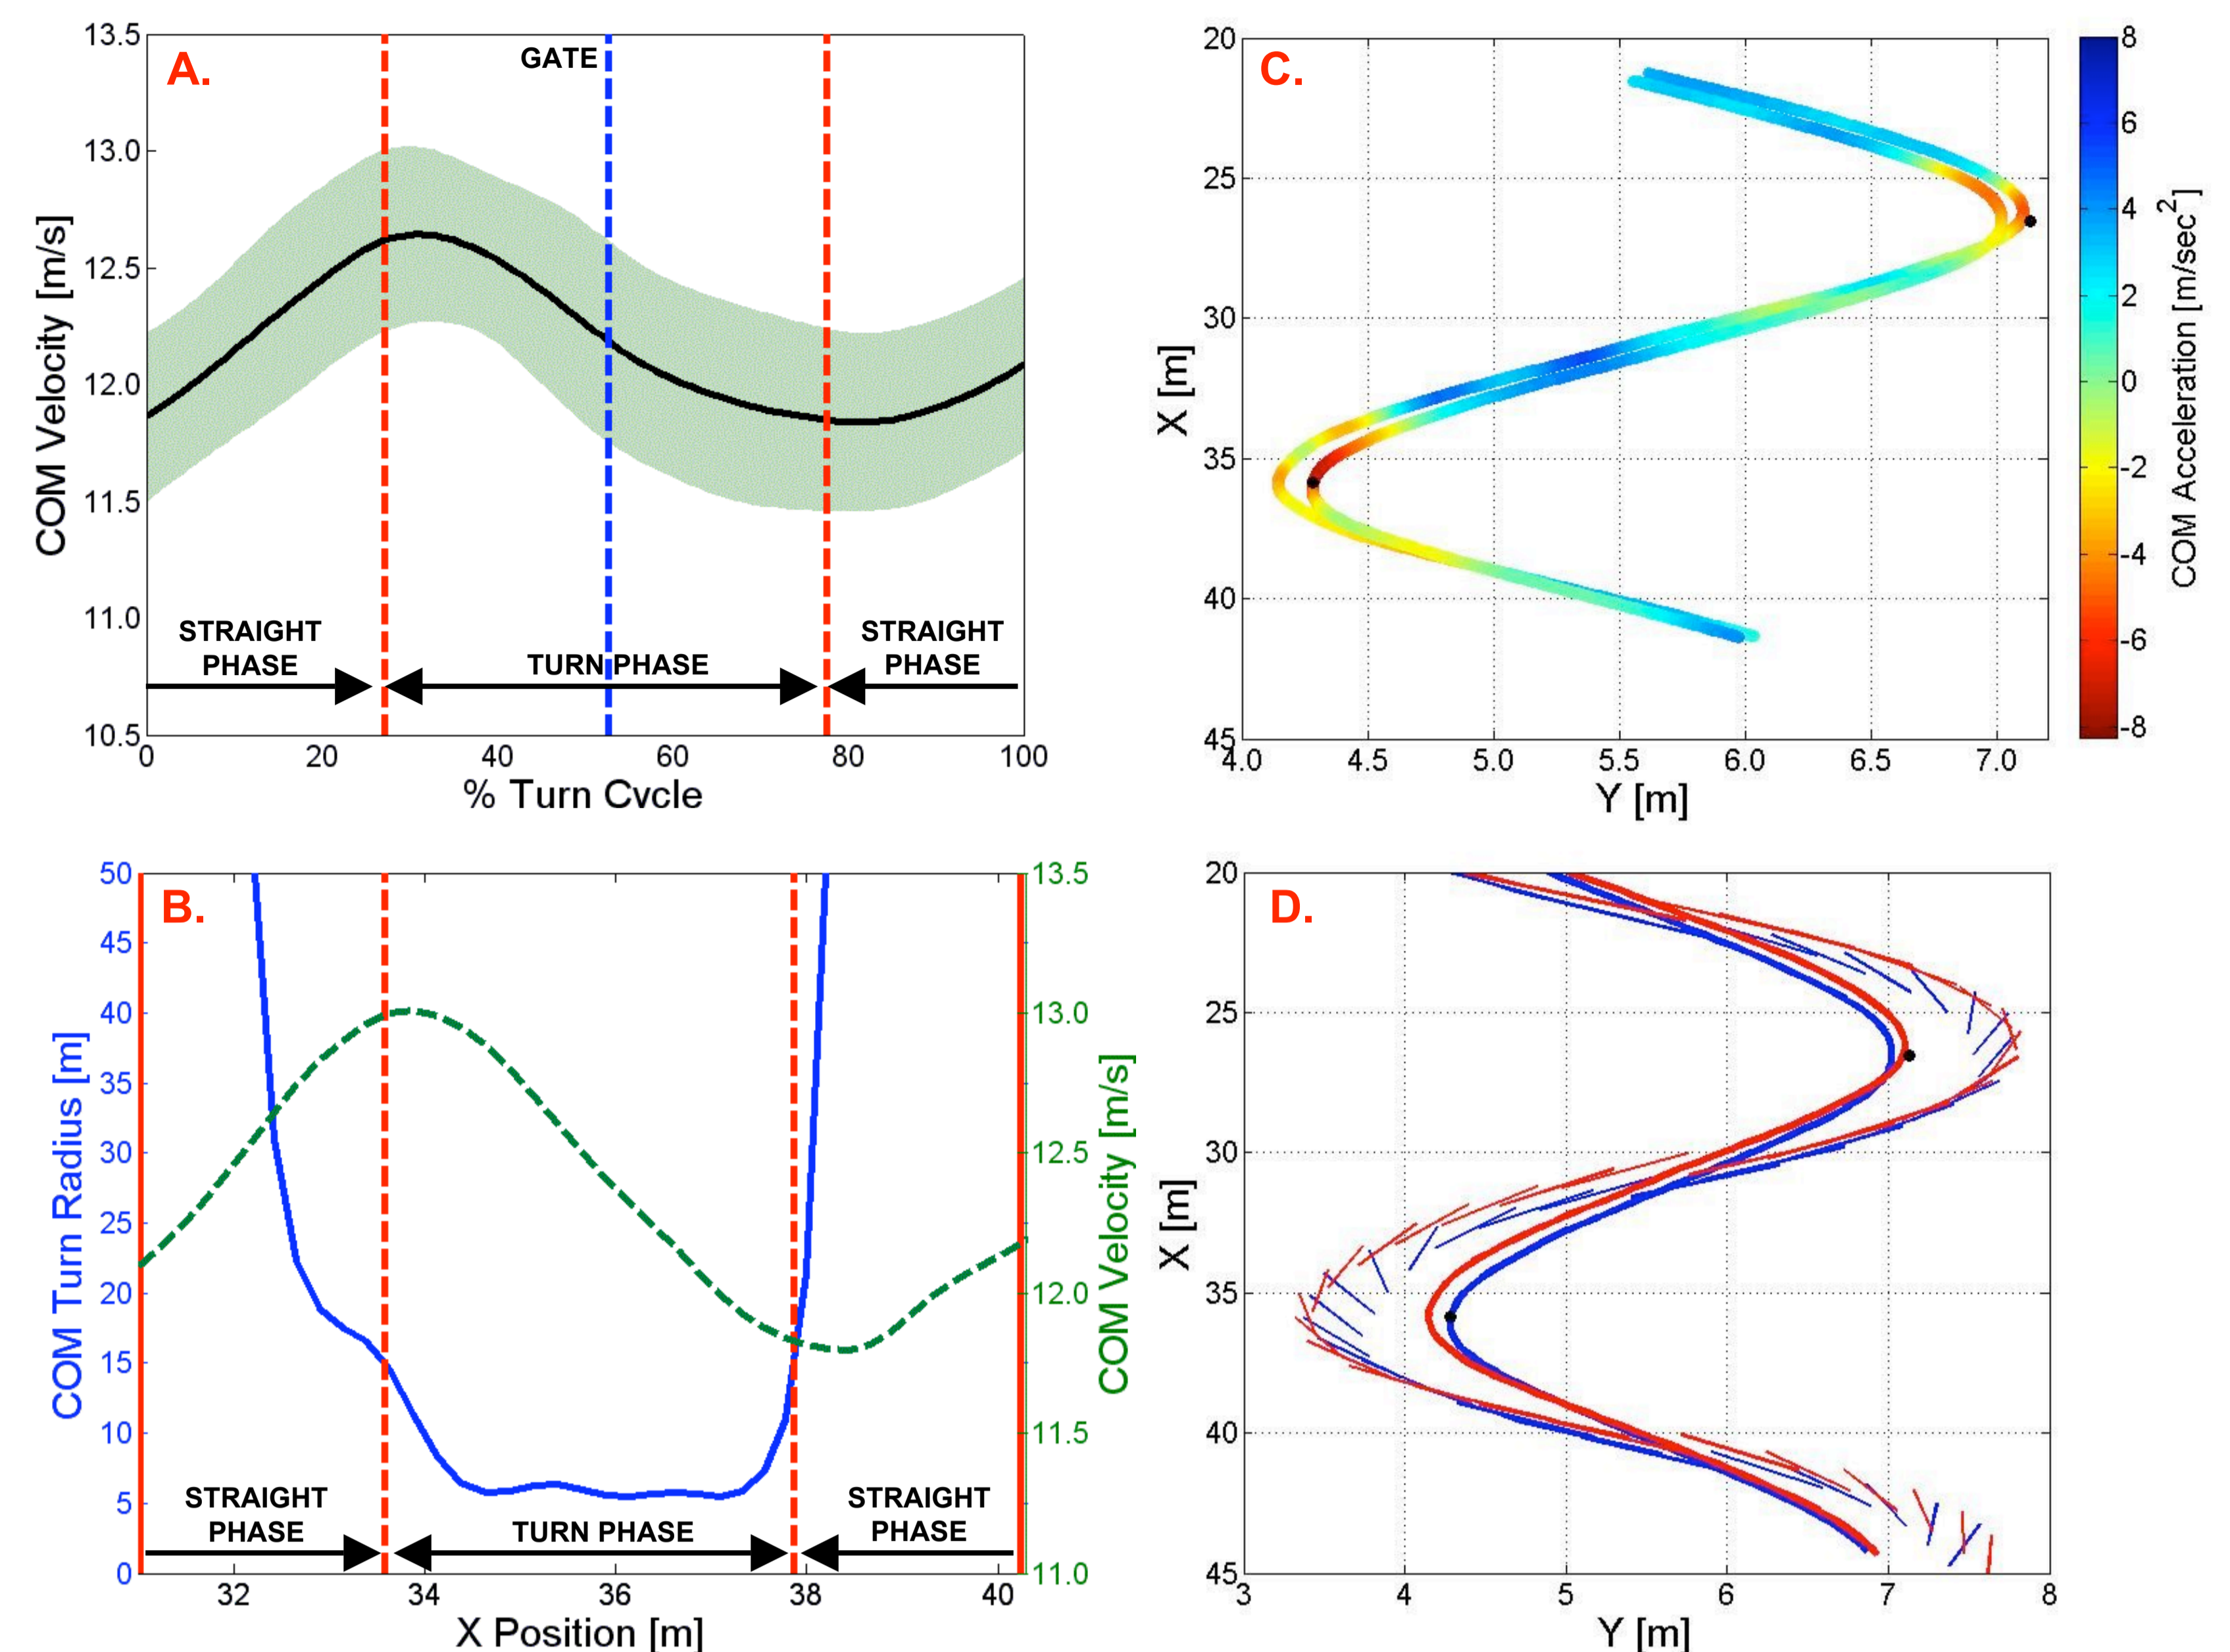 A.
GATE
13.5
13.0
12.5
12.0
11.5
11.0
10.5
COM Velocity [m/s]
STRAIGHT
PHASE
TURN PHASE
STRAIGHT
PHASE
0 20 40 60 80 100
% Turn Cvcle
C.
20
25
30
35
40
45
X [m]
4.0 4.5 5.0 5.5 6.0 6.5 7.0
Y [m]
8
6
4
2
0
-2
-4
-6
-8
COM Acceleration [m/sec2]
B.
50
45
40
35
30
25
20
15
10
5
0
COM Turn Radius [m]
13.5
13.0
12.5
12.0
11.5
11.0
COM Velocity [m/s]
STRAIGHT
PHASE
TURN PHASE
STRAIGHT
PHASE
32 34 36 38 40
X Position [m]
D.
20
25
30
35
40
45
X [m]
3 4 5 6 7 8
Y [m]